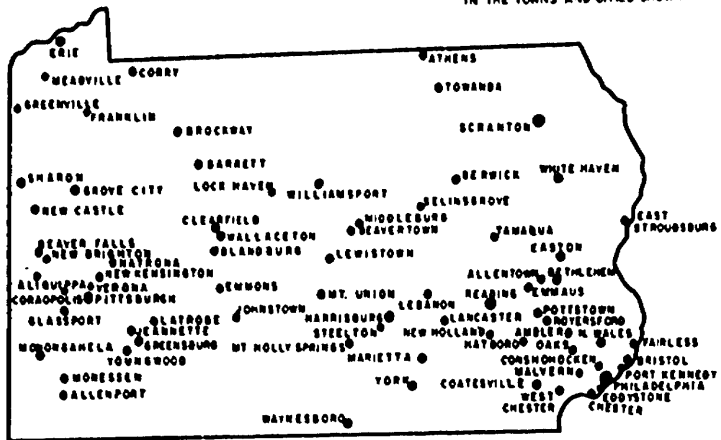 IN THE TOWNS AND CITIES
ERIE
CORRY
ATHENS
MEADVILLE
TOWANDA
GREENVILLE
FRANKLIN
SCRANTON
BROCKWAY
BARRETT
WHITE HAVEN
SHARON
LOCK HAVEN
BERWICK
GROVE CITY
WILLIAMSPORT
SELINSGROVE
NEW CASTLE
MIDDLEBURG
CLEARFIELD
EAST
STROUDSBURG
BEAVERTOWN
WALLACETON
TAMAQUA
BEAVER FALLS
EASTON
NEW BRIGHTON
BLANDBURG
LEWISTOWN
NATRONA
ALLENTOWN
BETHLEHEM
NEW KENSINGTON
ALIQUIPPA
VERONA
EMMONS
EMMAUS
CORAOPOLIS
PITTSBURGH
MT. UNION
LEBANON
READING
POTTSTOWN
JOHNSTOWN
HARRISBURG
LANCASTER
ROYERSFORD
GLASSPORT
LATROBE
STEELTON
NEW HOLLAND
AMBLER
N. WALES
JEANNETTE
HATBORO
OAKS
FAIRLESS
GREENSBURG
MT HOLLY SPRINGS
MONONGAHELA
YOUNGWOOD
MARIETTA
CONSHOHOCKEN
BRISTOL
MALVERN
PORT KENNEDY
MONESSEN
YORK
COATESVILLE
PHILADELPHIA
ALLENPORT
WEST
CHESTER
EDDYSTONE
CHESTER
WAYNESBORO